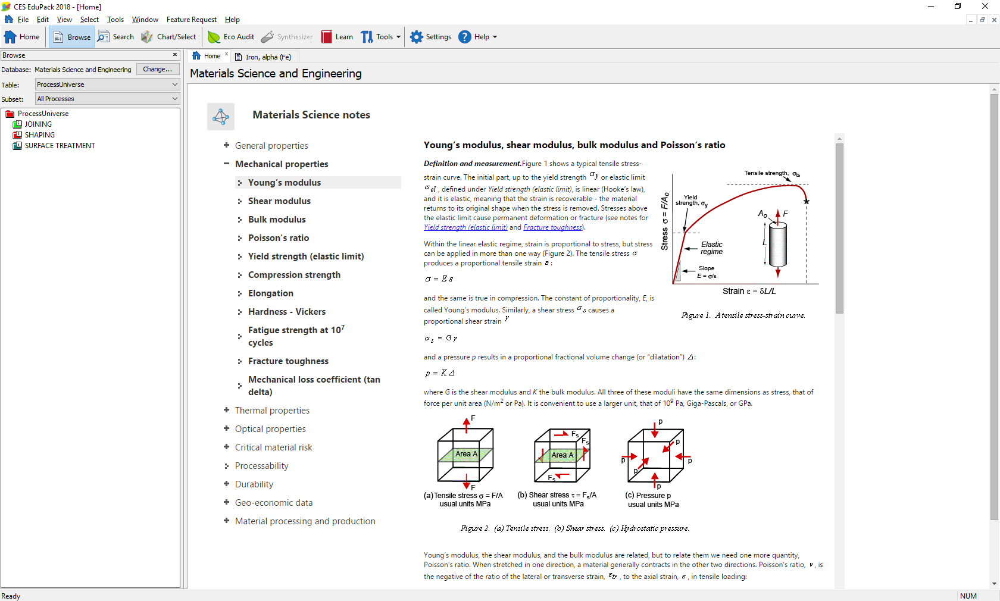 CES EduPack 2018 - [Home]
File Edit View Select Tools Window Feature Request Help
Home Browse Search Chart/Select Eco Audit Synthesizer Learn Tools Settings ? Help
Browse
Database: Materials Science and Engineering Change...
Table: ProcessUniverse
Subset: All Processes
ProcessUniverse
JOINING
SHAPING
SURFACE TREATMENT
Home x Iron, alpha (Fe)
Materials Science and Engineering
Materials Science notes
+ General properties
− Mechanical properties
Young's modulus
Shear modulus
Bulk modulus
Poisson's ratio
Yield strength (elastic limit)
Compression strength
Elongation
Hardness - Vickers
Fatigue strength at 10⁷
cycles
Fracture toughness
Mechanical loss coefficient (tan
delta)
+ Thermal properties
+ Optical properties
+ Critical material risk
Processability
+ Durability
+ Geo-economic data
+ Material processing and production
Young's modulus, shear modulus, bulk modulus and Poisson's ratio
Definition and measurement.Figure 1 shows a typical tensile stress-
strain curve. The initial part, up to the yield strength σy or elastic limit
σel , defined under Yield strength (elastic limit), is linear (Hooke's law),
and it is elastic, meaning that the strain is recoverable - the material
returns to its original shape when the stress is removed. Stresses above
the elastic limit cause permanent deformation or fracture (see notes for
Yield strength (elastic limit) and Fracture toughness).
Within the linear elastic regime, strain is proportional to stress, but stress
can be applied in more than one way (Figure 2). The tensile stress σ
produces a proportional tensile strain ε :
σ = E ε
and the same is true in compression. The constant of proportionality, E, is
called Young's modulus. Similarly, a shear stress σs causes a
proportional shear strain γ
σs = G γ
and a pressure p results in a proportional fractional volume change (or “dilatation”) Δ:
p = K Δ
where G is the shear modulus and K the bulk modulus. All three of these moduli have the same dimensions as stress, that of
force per unit area (N/m² or Pa). It is convenient to use a larger unit, that of 10⁹ Pa, Giga-Pascals, or GPa.
Tensile strength, σts
Yield
strength, σy
Stress σ = F/Ao
Ao F
L
Elastic
regime
Slope
E = σ/ε
Strain ε = δL/L
Figure 1. A tensile stress-strain curve.
F
Area A
F
(a)Tensile stress σ = F/A
usual units MPa
Fs
Fs
Area A
Fs
(b) Shear stress τ = Fs/A
usual units MPa
p
p
p
p
p
p
(c) Pressure p
usual units MPa
Figure 2. (a) Tensile stress. (b) Shear stress. (c) Hydrostatic pressure.
Young's modulus, the shear modulus, and the bulk modulus are related, but to relate them we need one more quantity,
Poisson's ratio. When stretched in one direction, a material generally contracts in the other two directions. Poisson's ratio, ν, is
the negative of the ratio of the lateral or transverse strain, εtr , to the axial strain, ε , in tensile loading:
Ready
NUM